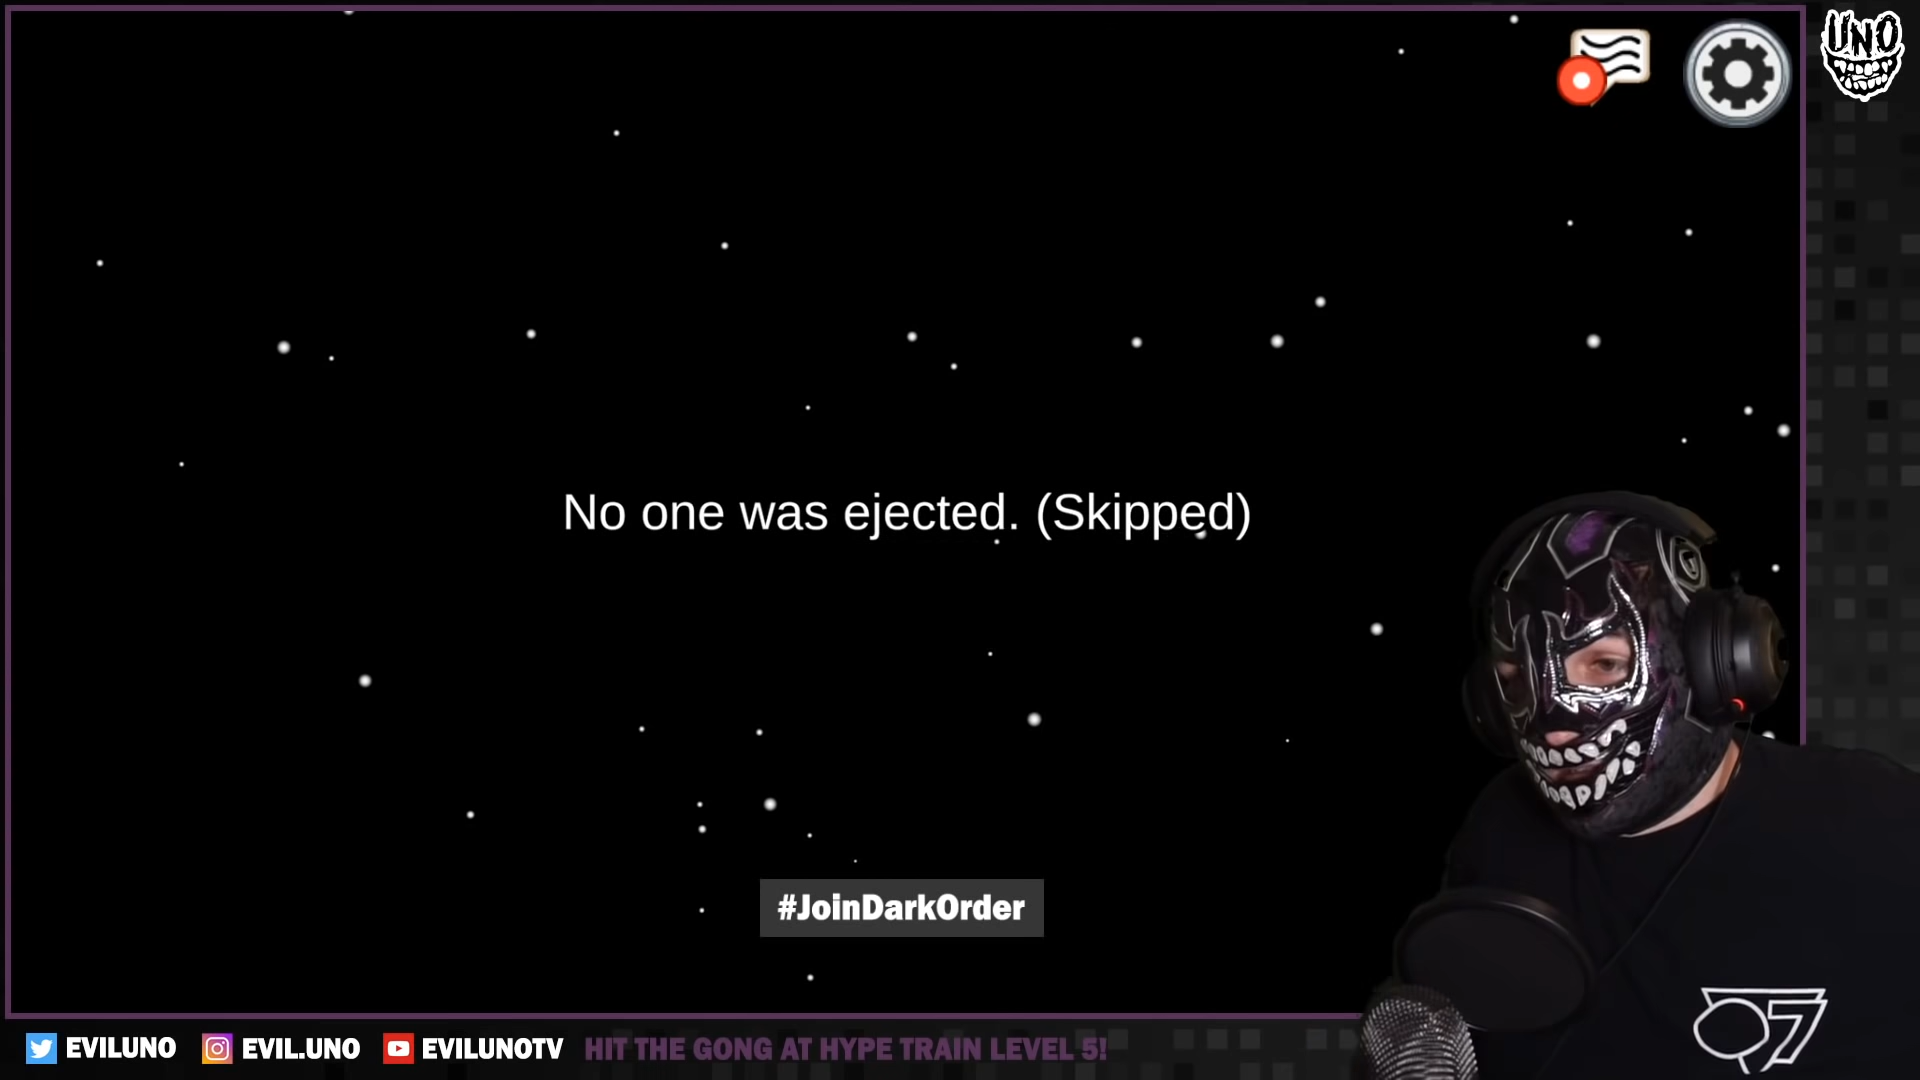 UNO
No one was ejected. (Skipped)
#JoinDarkOrder
Q7
EVILUNO
EVIL.UNO
EVILUNOTV
HIT THE GONG AT HYPE TRAIN LEVEL 5!